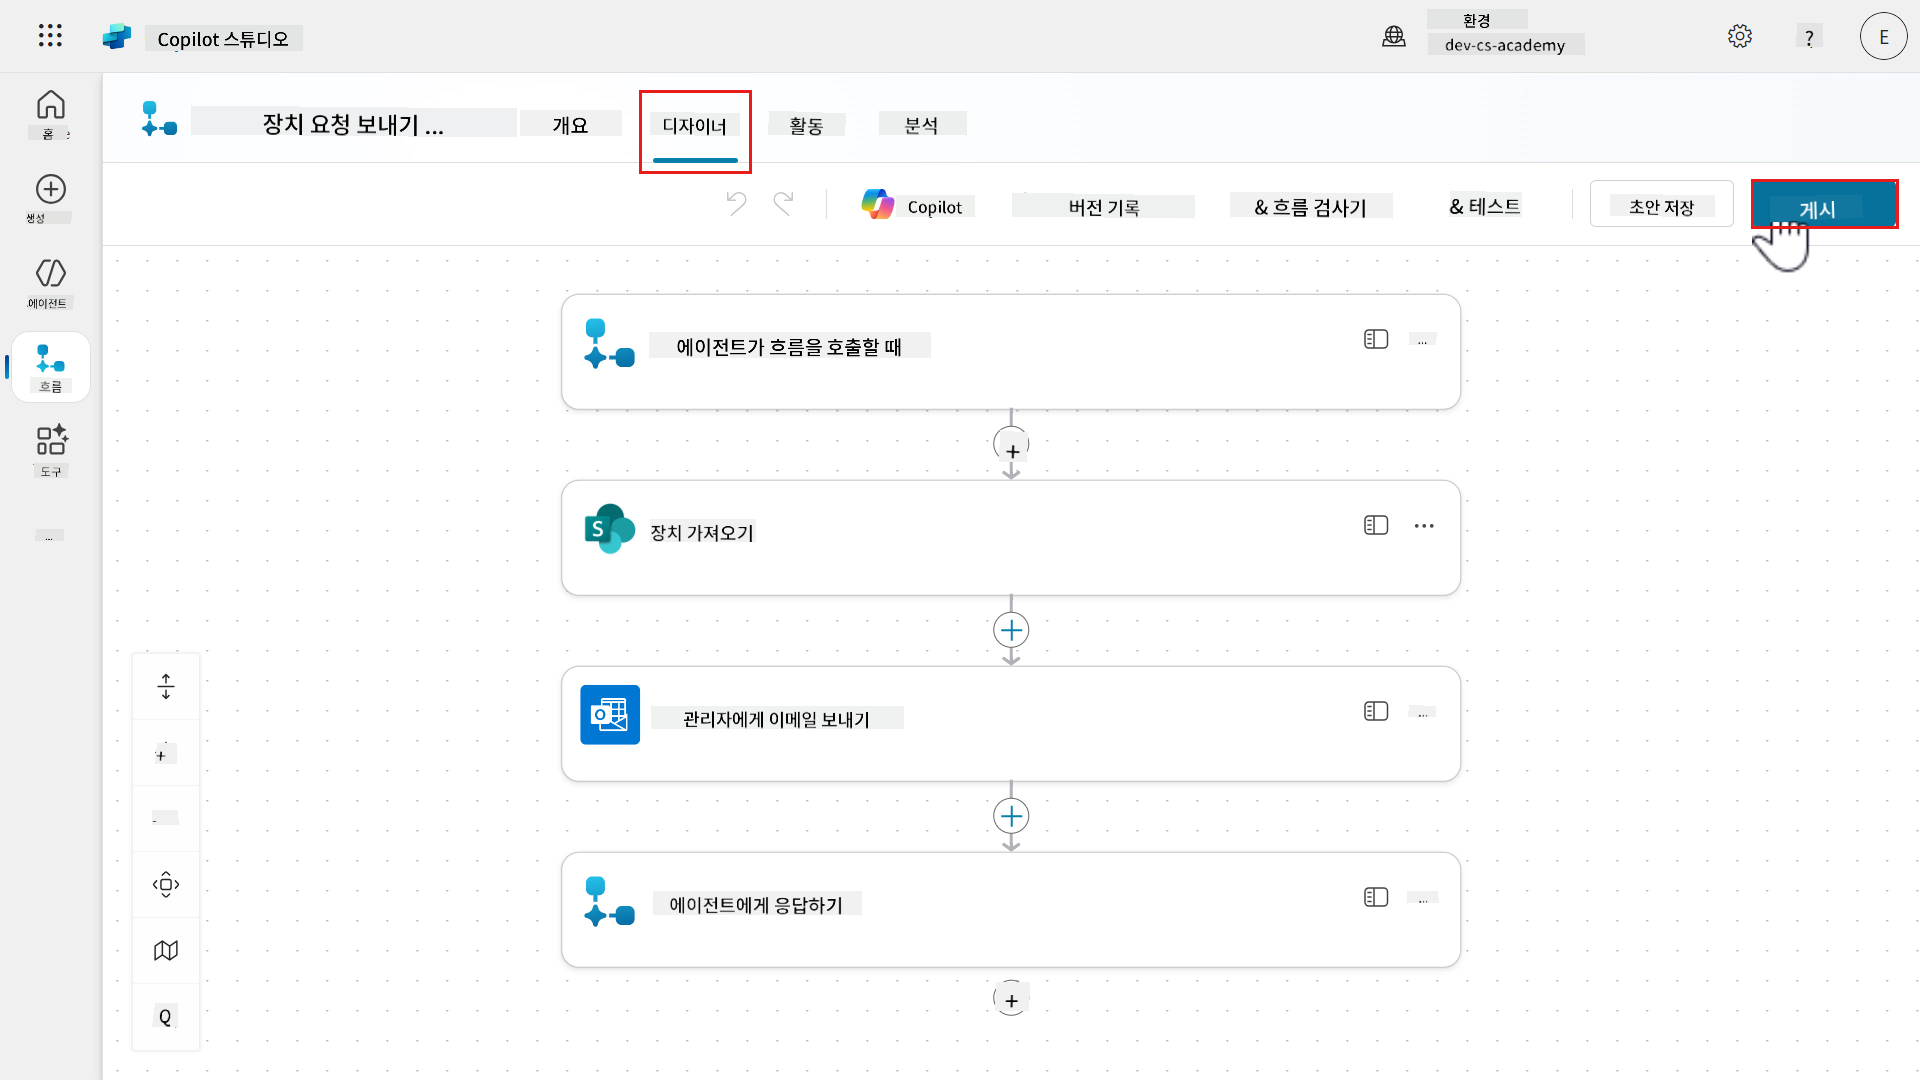 Copilot 스튜디오
환경
dev-cs-academy
?
E
홈
생성
에이전트
흐름
도구
...
장치 요청 보내기 ...
개요
디자이너
활동
분석
Copilot
버전 기록
& 흐름 검사기
& 테스트
초안 저장
게시
에이전트가 흐름을 호출할 때
...
+
S
장치 가져오기
관리자에게 이메일 보내기
...
에이전트에게 응답하기
...
+
+
-
Q